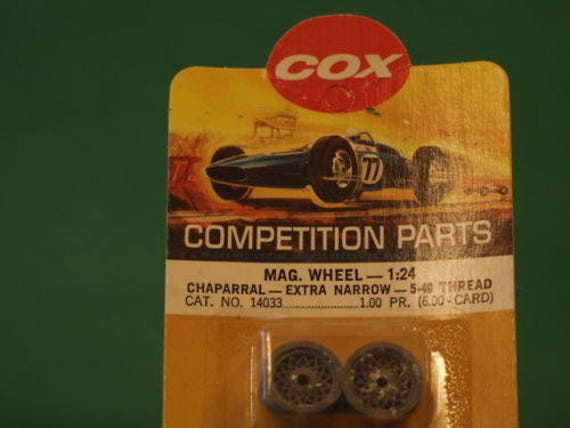 COX
77
COMPETITION PARTS
MAG. WHEEL — 1:24
CHAPARRAL — EXTRA NARROW — 5-40 THREAD
CAT. NO. 14033........................1.00 PR. (6.00 - CARD)